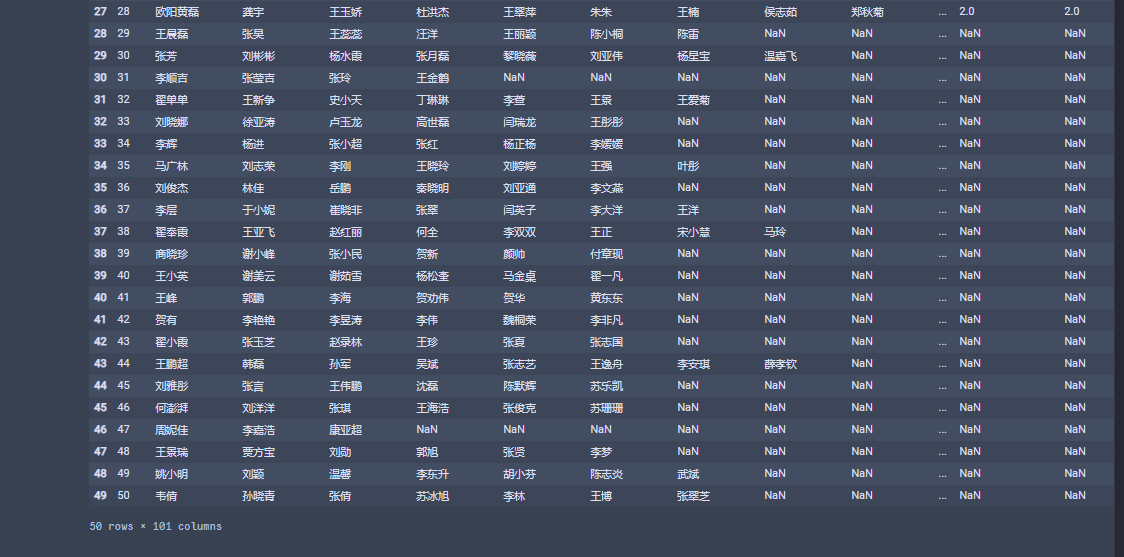 27 28 欧阳黄磊 龚宇 王玉娇 杜洪杰 王翠萍 朱朱 王楠 侯志茹 郑秋菊 ... 2.0 2.0
28 29 王晨磊 张昊 王蕊蕊 汪洋 王丽颖 陈小桐 陈雷 NaN NaN ... NaN NaN
29 30 张芳 刘彬彬 杨水霞 张月磊 黎晓薇 刘亚伟 杨星宝 温嘉飞 NaN ... NaN NaN
30 31 李顺吉 张莹吉 张玲 王金鹤 NaN NaN NaN NaN NaN ... NaN NaN
31 32 翟单单 王新争 史小天 丁琳琳 李萱 王景 王爱菊 NaN NaN ... NaN NaN
32 33 刘晓娜 徐亚涛 卢玉龙 高世磊 闫瑞龙 王彤彤 NaN NaN NaN ... NaN NaN
33 34 李辉 杨进 张小超 张红 杨正杨 李媛媛 NaN NaN NaN ... NaN NaN
34 35 马广林 刘志荣 李刚 王晓玲 刘婷婷 王强 叶彤 NaN NaN ... NaN NaN
35 36 刘俊杰 林佳 岳鹏 秦晓明 刘亚通 李文燕 NaN NaN NaN ... NaN NaN
36 37 李层 于小妮 崔晓非 张翠 闫英子 李大洋 王洋 NaN NaN ... NaN NaN
37 38 翟幸霞 王亚飞 赵红丽 何全 李双双 王正 宋小慧 马玲 NaN ... NaN NaN
38 39 商晓珍 谢小峰 张小民 贺新 颜帅 付章现 NaN NaN NaN ... NaN NaN
39 40 王小英 谢美云 谢茹雪 杨松奎 马金桌 翟一凡 NaN NaN NaN ... NaN NaN
40 41 王峰 郭鹏 李海 贺劝伟 贺华 黄东东 NaN NaN NaN ... NaN NaN
41 42 贺有 李艳艳 李昱涛 李伟 魏桐荣 李非凡 NaN NaN NaN ... NaN NaN
42 43 翟小霞 张玉芝 赵录林 王珍 张夏 张志国 NaN NaN NaN ... NaN NaN
43 44 王鹏超 韩磊 孙军 吴斌 张志艺 王逸舟 李安琪 薛孝钦 NaN ... NaN NaN
44 45 刘雅彤 张言 王伟鹏 沈磊 陈默辉 苏乐凯 NaN NaN NaN ... NaN NaN
45 46 何澎湃 刘洋洋 张琪 王海浩 张俊克 苏珊珊 NaN NaN NaN ... NaN NaN
46 47 周妮佳 李嘉浩 康亚超 NaN NaN NaN NaN NaN NaN ... NaN NaN
47 48 王景瑞 贾方宝 刘勋 郭旭 张贤 李梦 NaN NaN NaN ... NaN NaN
48 49 姚小明 刘颖 温馨 李东升 胡小芬 陈志炎 武斌 NaN NaN ... NaN NaN
49 50 韦倩 孙晓青 张倩 苏冰旭 李林 王博 张翠芝 NaN NaN ... NaN NaN
50 rows × 101 columns